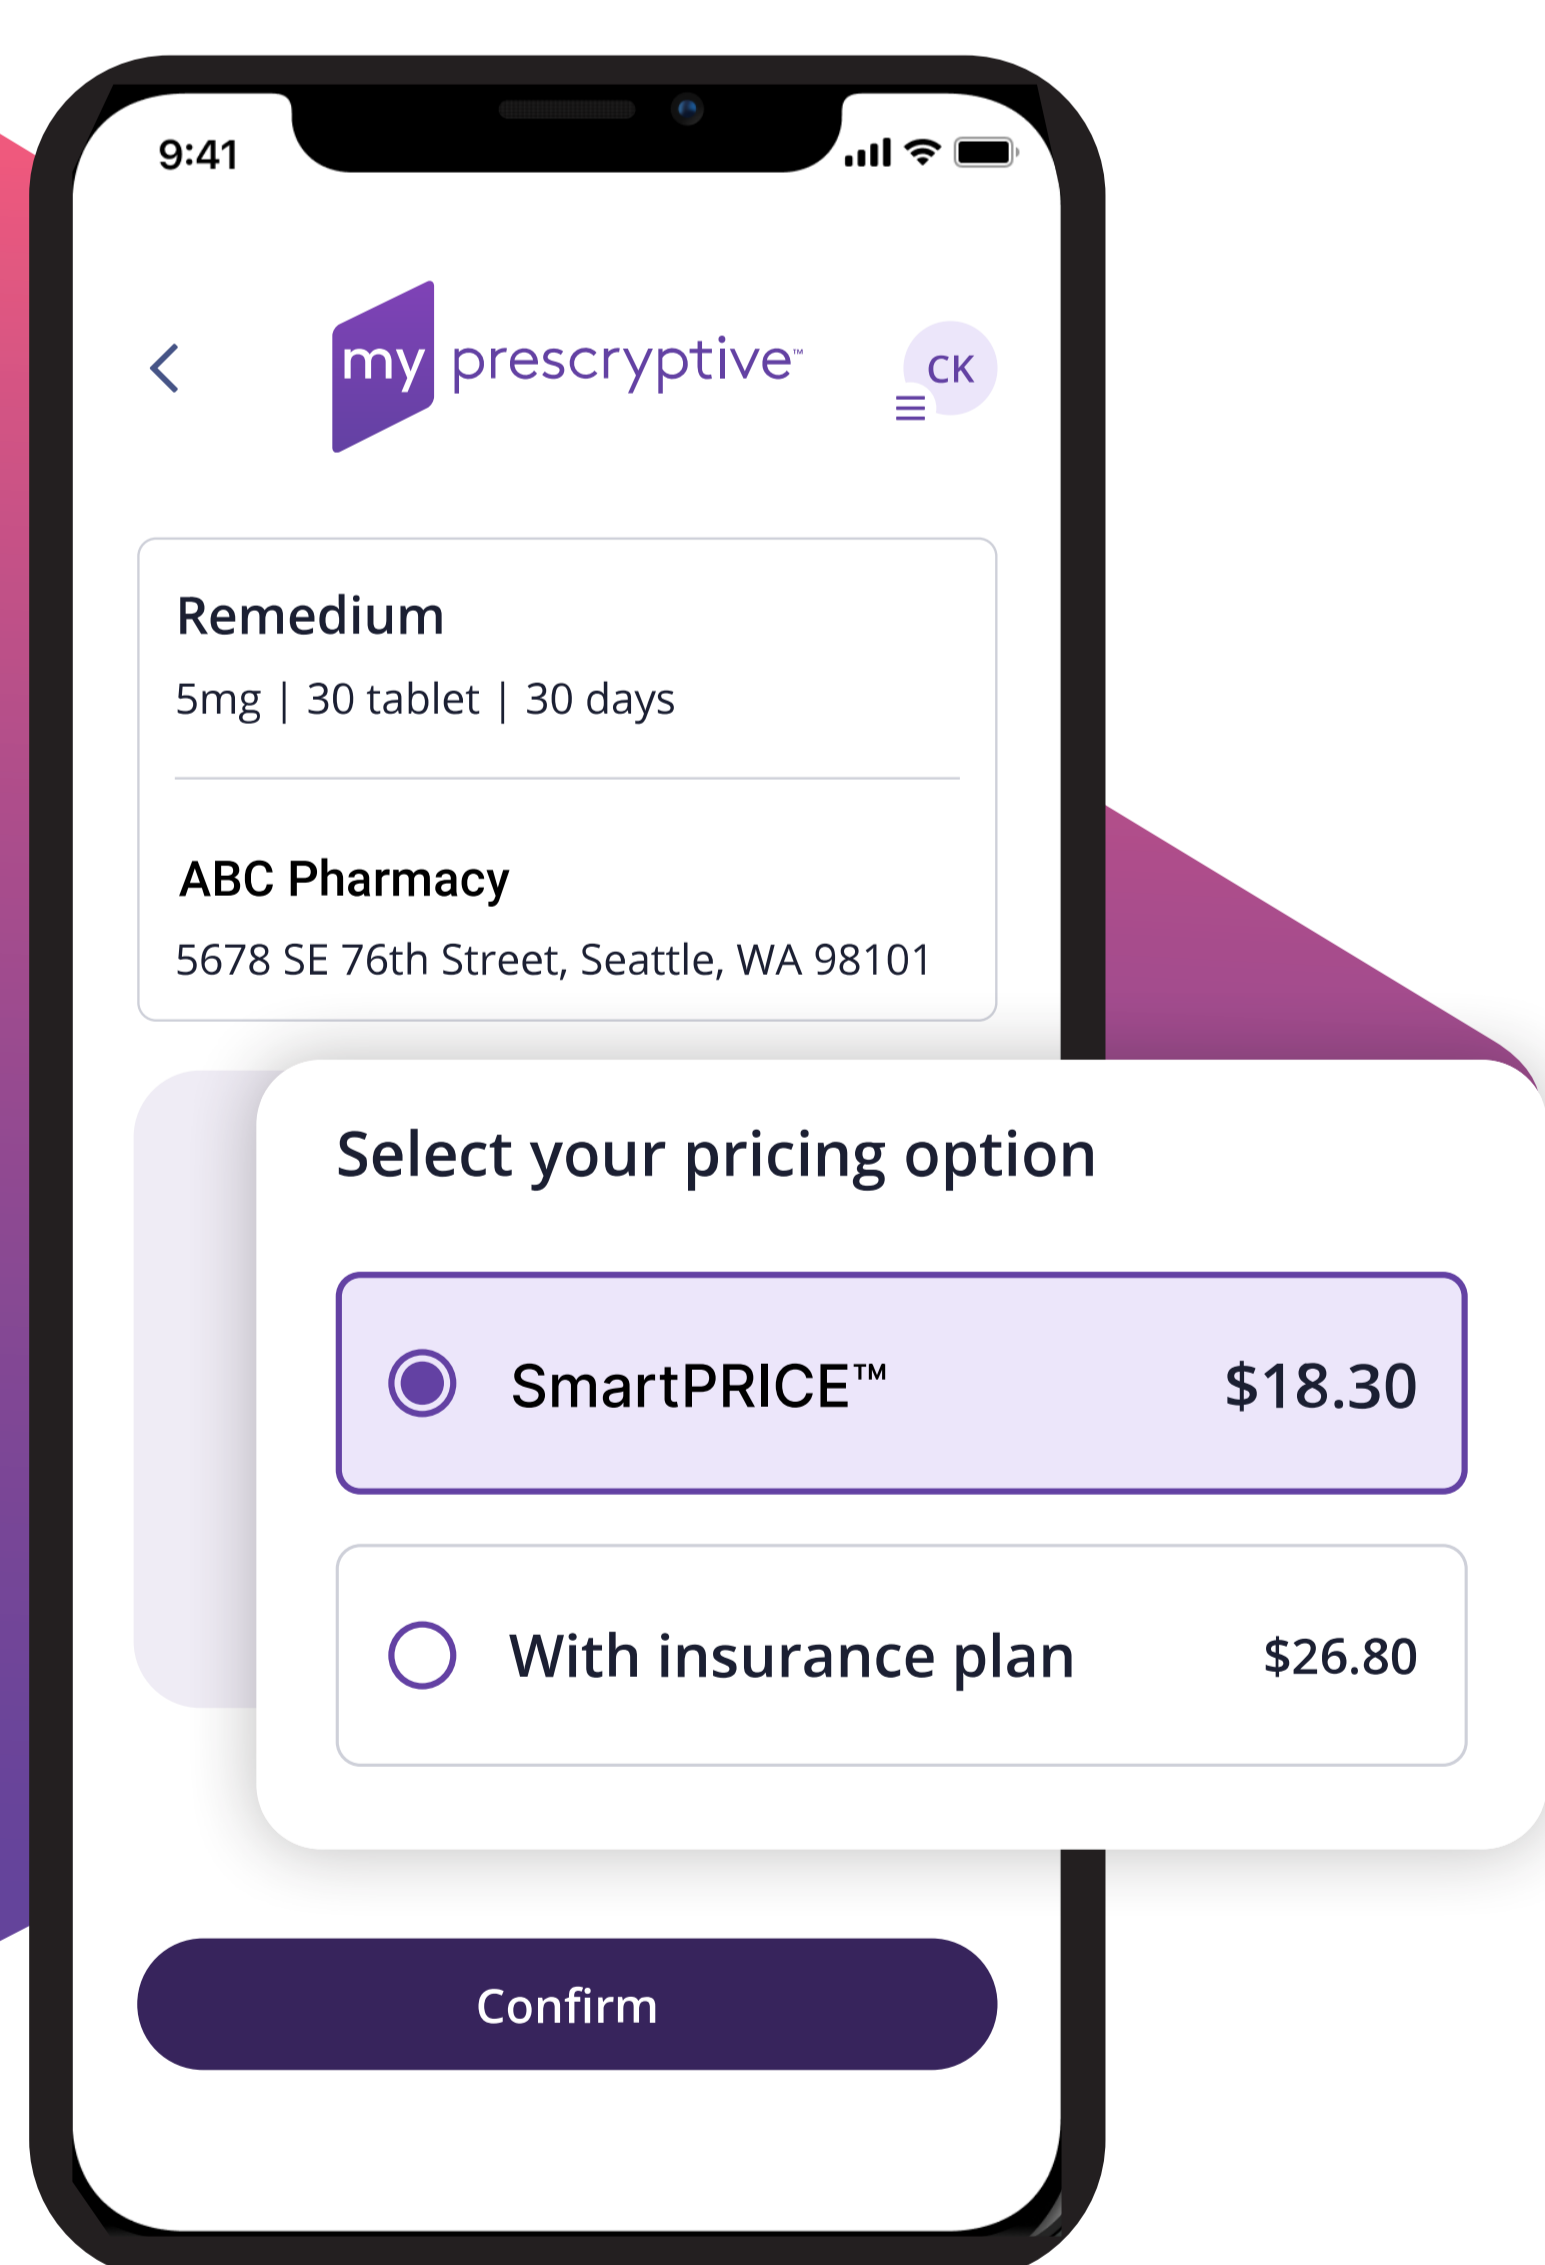 9:41
my prescryptive™
CK
Remedium
5mg | 30 tablet | 30 days
ABC Pharmacy
5678 SE 76th Street, Seattle, WA 98101
Select your pricing option
SmartPRICE™ $18.30
With insurance plan $26.80
Confirm